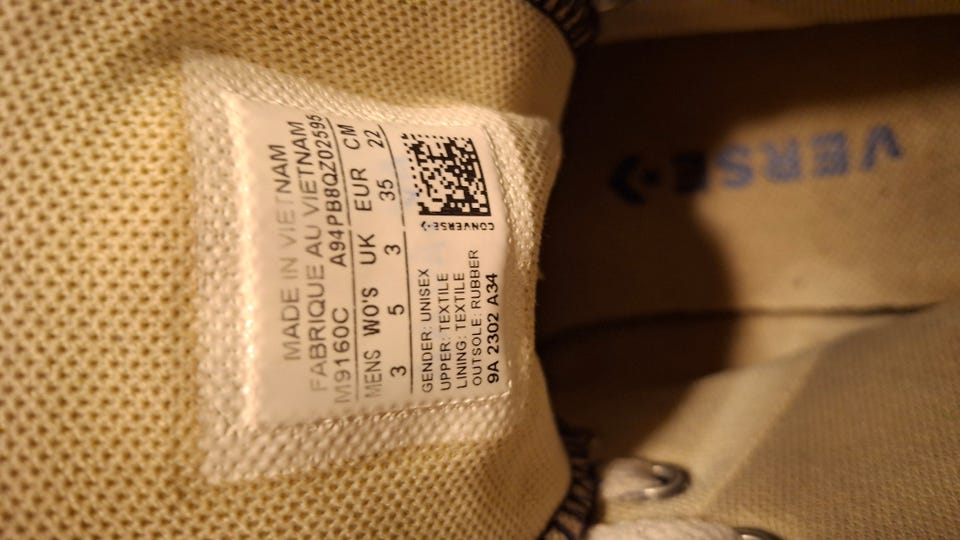 MADE IN VIETNAM
FABRIQUE AU VIETNAM
M9160C A94PB8QZ02595
MENS WO'S UK EUR CM
3 5 3 35 22
CONVERSE
GENDER: UNISEX
UPPER: TEXTILE
LINING: TEXTILE
OUTSOLE: RUBBER
9A 2302 A34
VERSE